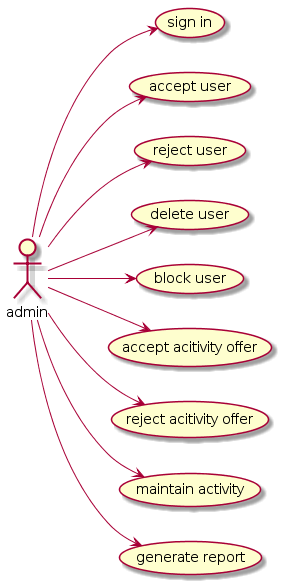 sign in
accept user
reject user
delete user
block user
admin
accept acitivity offer
reject acitivity offer
maintain activity
generate report